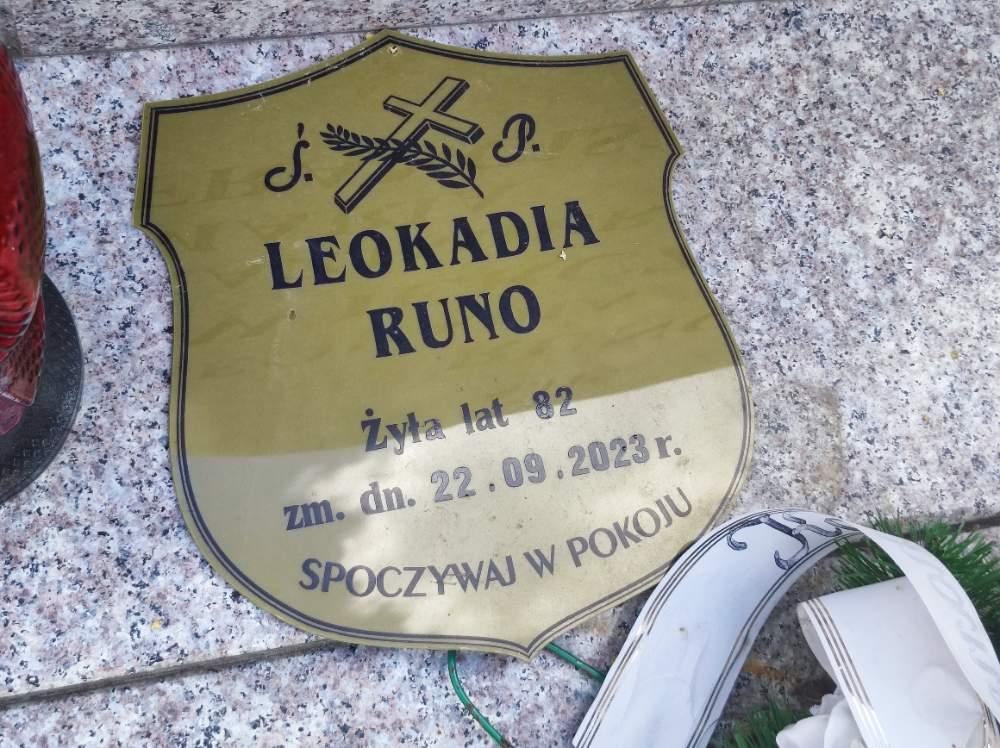 Ś. P.
LEOKADIA
RUNO
Żyła lat 82
zm. dn. 22.09.2023 r.
SPOCZYWAJ W POKOJU